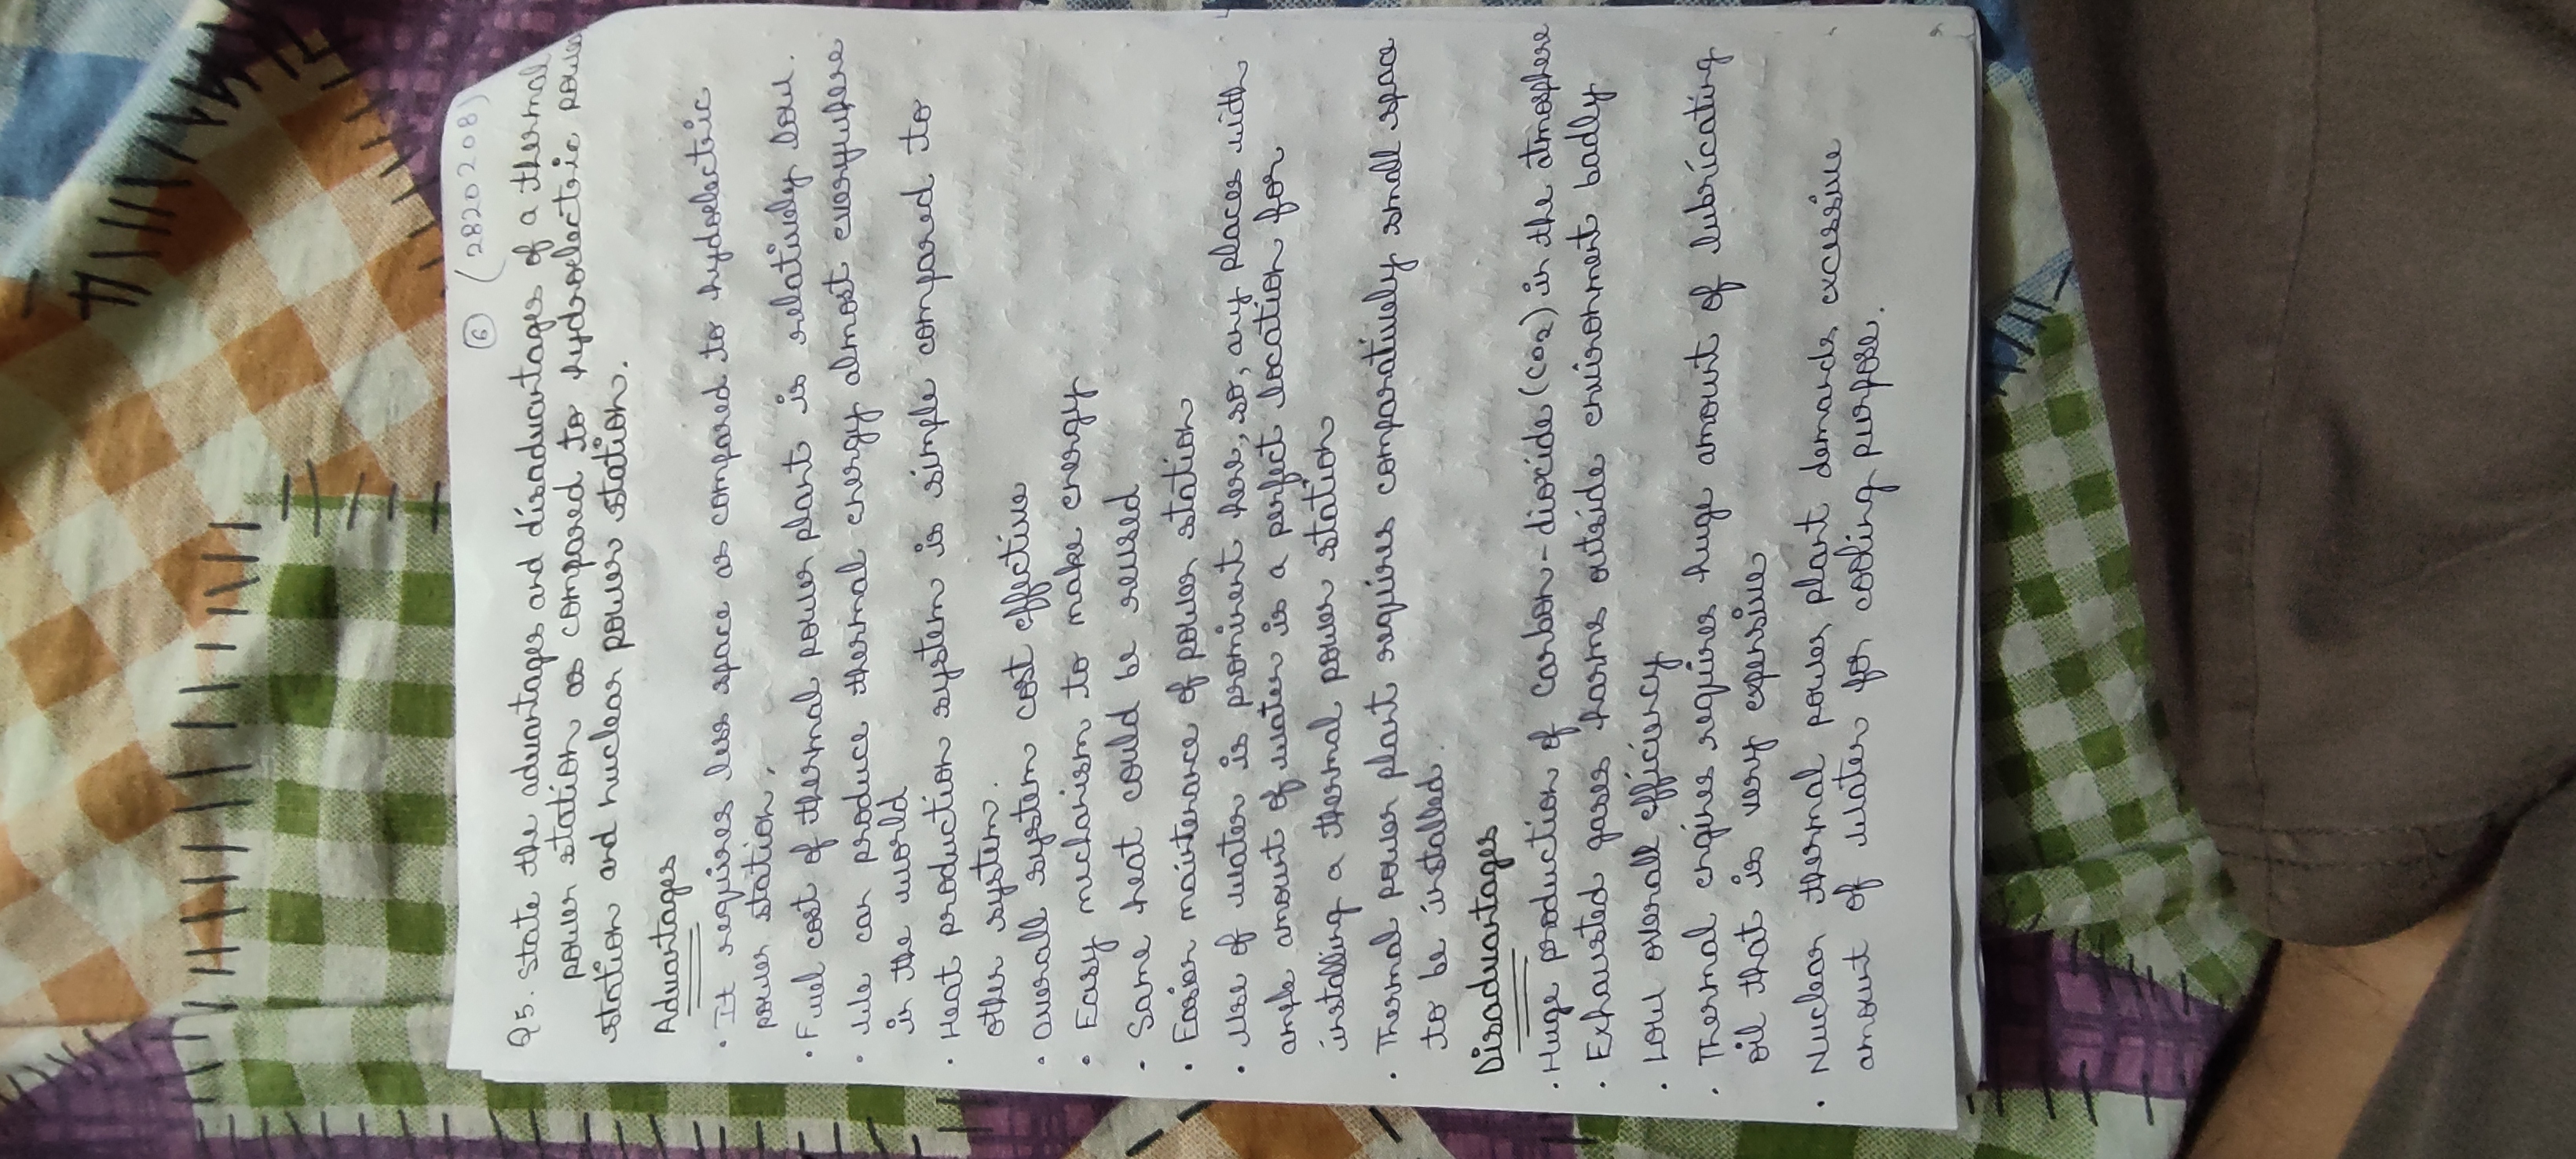 6 (2820208)
Q5. State the advantages and disadvantages of a thermal
power station as compared to hydroelectric power
station and nuclear power station.
Advantages
• It requires less space as compared to hydoelectric
power station.
• Fuel cost of thermal power plant is relatively low.
• We can produce thermal energy almost everywhere
in the world
• Heat production system is simple compared to
other system.
• Overall system cost effective
• Easy mechanism to make energy
• Same heat could be reused
• Easier maintenance of power station
• Use of water is prominent here, so, any places with
ample amount of water is a perfect location for
installing a thermal power station
• Thermal power plant requires comparatively small space
to be installed.
Disadvantages
• Huge production of carbon-dioxide (CO2) in the atmosphere
• Exhausted gases harms outside environment badly
• Low overall efficiency
• Thermal engines requires huge amount of lubricating
oil that is very expensive
• Nuclear thermal power plant demands excessive
amount of water for cooling purpose.